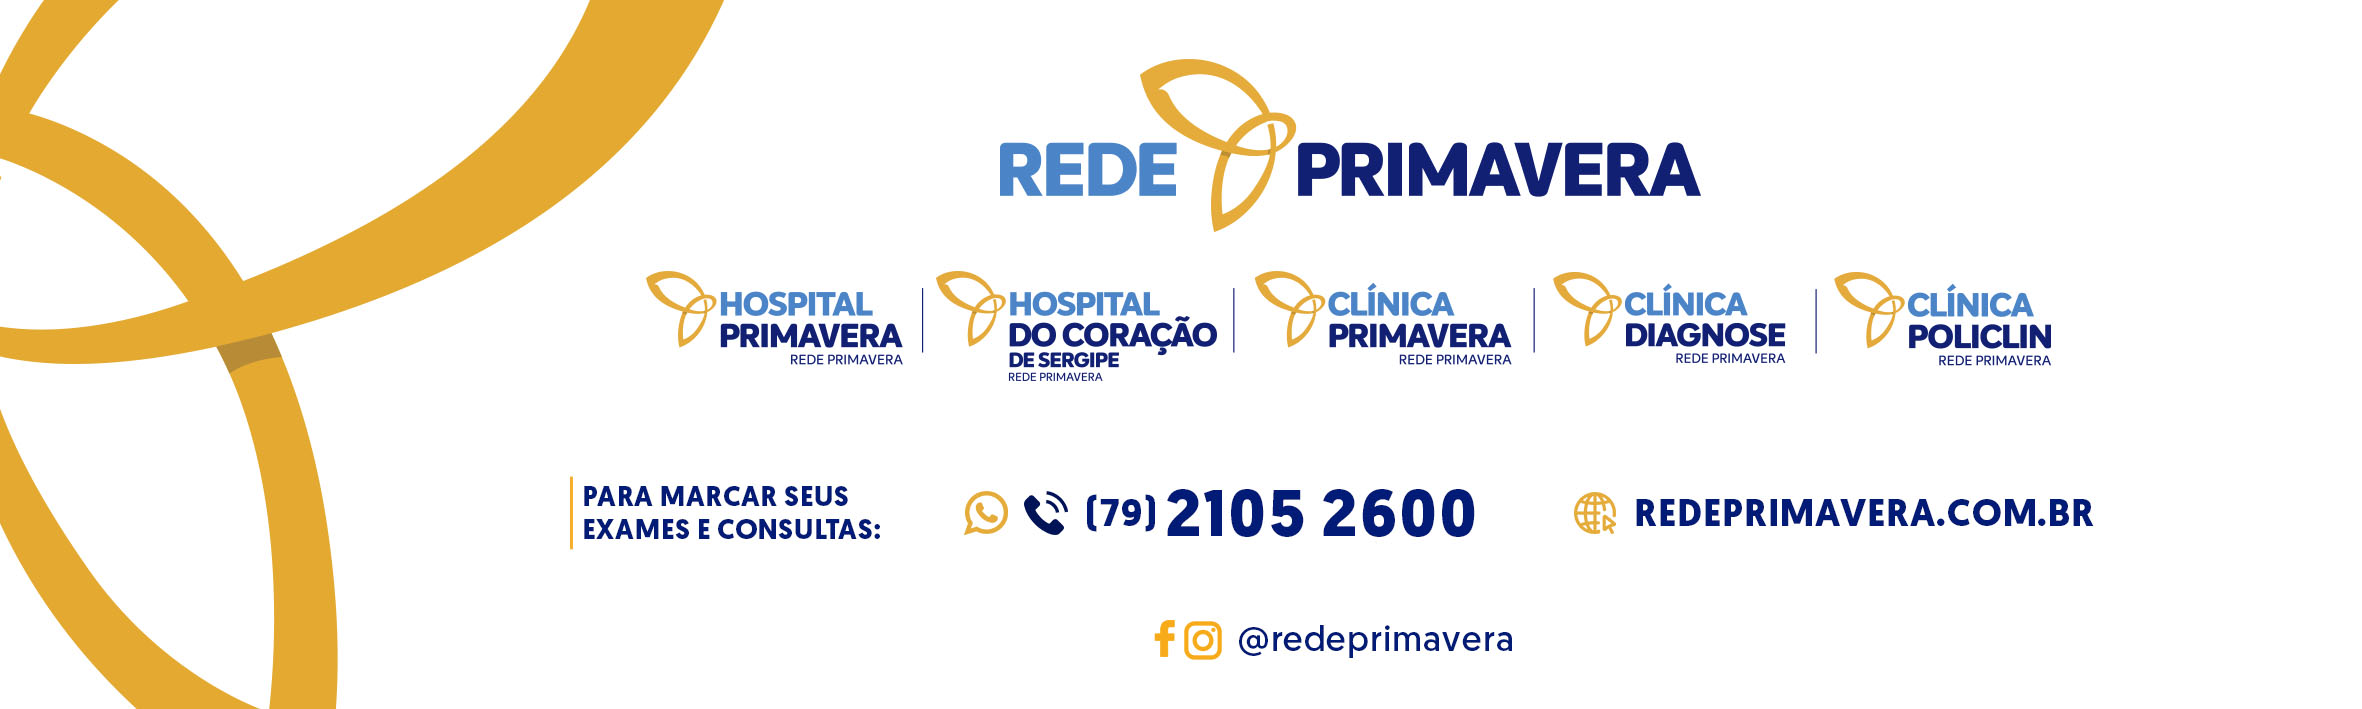 REDE PRIMAVERA
HOSPITAL
PRIMAVERA
REDE PRIMAVERA
HOSPITAL
DO CORAÇÃO
DE SERGIPE
REDE PRIMAVERA
CLÍNICA
PRIMAVERA
REDE PRIMAVERA
CLÍNICA
DIAGNOSE
REDE PRIMAVERA
CLÍNICA
POLICLIN
REDE PRIMAVERA
PARA MARCAR SEUS
EXAMES E CONSULTAS:
(79) 2105 2600
REDEPRIMAVERA.COM.BR
@redeprimavera